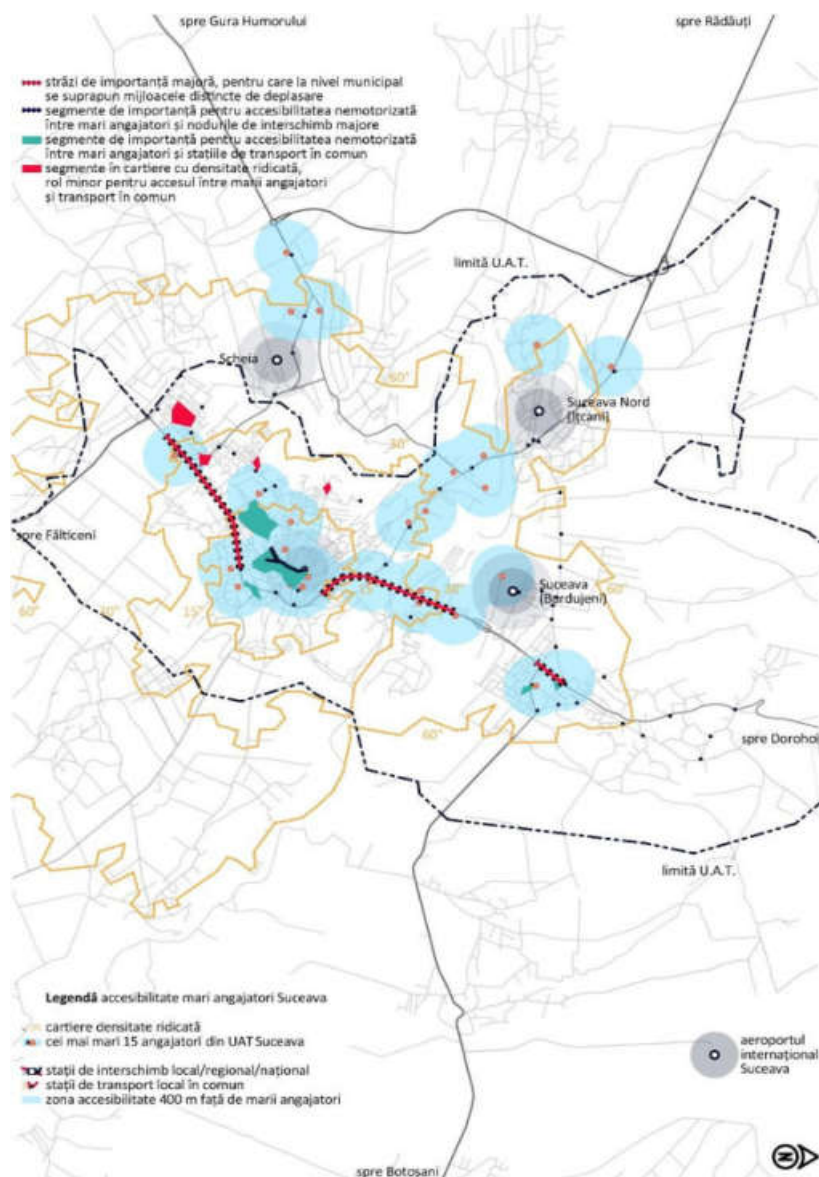 spre Gura Humorului
spre Rădăuți
străzi de importanță majoră, pentru care la nivel municipal
se suprapun mijloacele distincte de deplasare
segmente de importanță pentru accesibilitatea nemotorizată
între mari angajatori și nodurile de interschimb majore
segmente de importanță pentru accesibilitatea nemotorizată
între mari angajatori și stațiile de transport în comun
segmente în cartiere cu densitate ridicată,
rol minor pentru accesul între marii angajatori
și transport în comun
limită U.A.T.
Scheia
Suceava Nord
(Ițcani)
spre Fălticeni
Suceava
(Burdujeni)
15"
60"
60"
spre Dorohoi
limită U.A.T.
Legendă accesibilitate mari angajatori Suceava
cartiere densitate ridicată
cei mai mari 15 angajatori din UAT Suceava
stații de interschimb local/regional/național
stații de transport local în comun
zona accesibilitate 400 m față de marii angajatori
aeroportul
internațional
Suceava
spre Botoșani